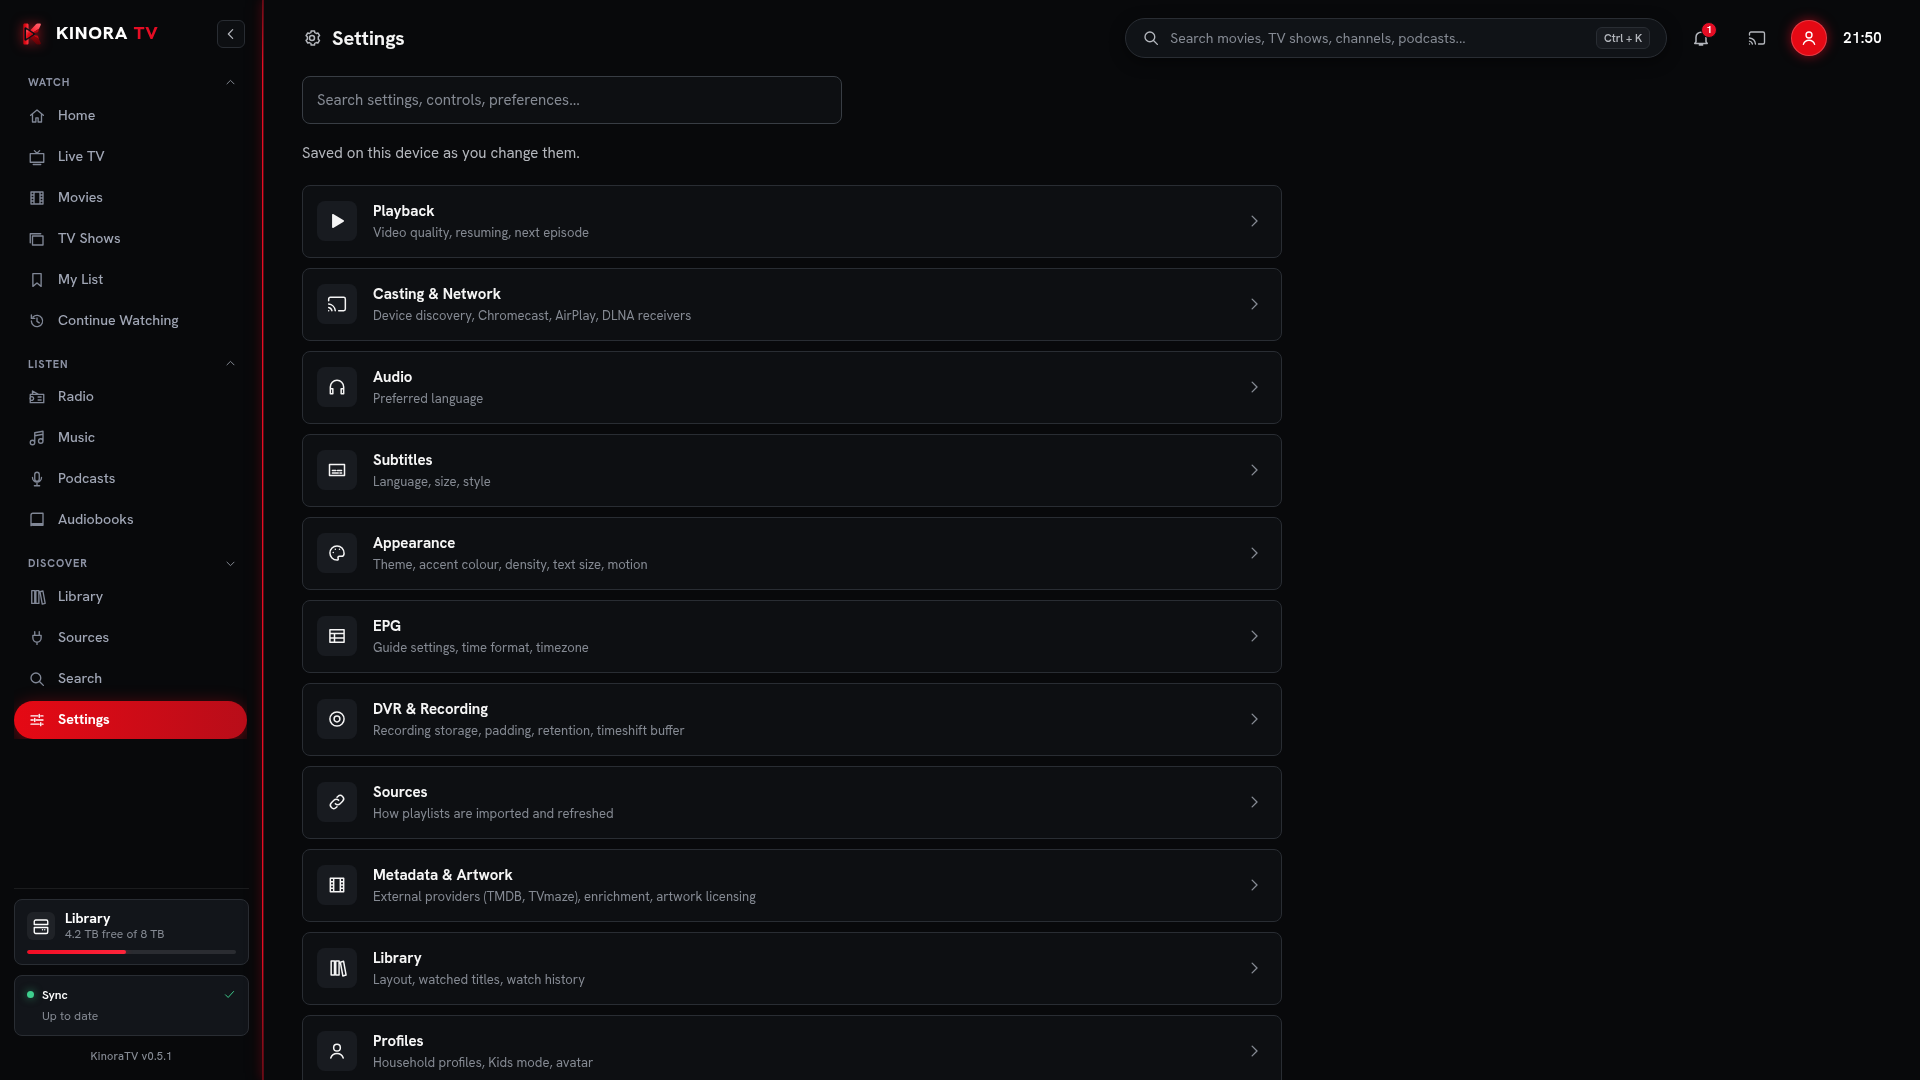 KINORA TV
WATCH
Home
Live TV
Movies
TV Shows
My List
Continue Watching
LISTEN
Radio
Music
Podcasts
Audiobooks
DISCOVER
Library
Sources
Search
Settings
Library
4.2 TB free of 8 TB
Sync
Up to date
KinoraTV v0.5.1
Settings
Search movies, TV shows, channels, podcasts...
Ctrl + K
1
21:50
Search settings, controls, preferences...
Saved on this device as you change them.
Playback
Video quality, resuming, next episode
Casting & Network
Device discovery, Chromecast, AirPlay, DLNA receivers
Audio
Preferred language
Subtitles
Language, size, style
Appearance
Theme, accent colour, density, text size, motion
EPG
Guide settings, time format, timezone
DVR & Recording
Recording storage, padding, retention, timeshift buffer
Sources
How playlists are imported and refreshed
Metadata & Artwork
External providers (TMDB, TVmaze), enrichment, artwork licensing
Library
Layout, watched titles, watch history
Profiles
Household profiles, Kids mode, avatar